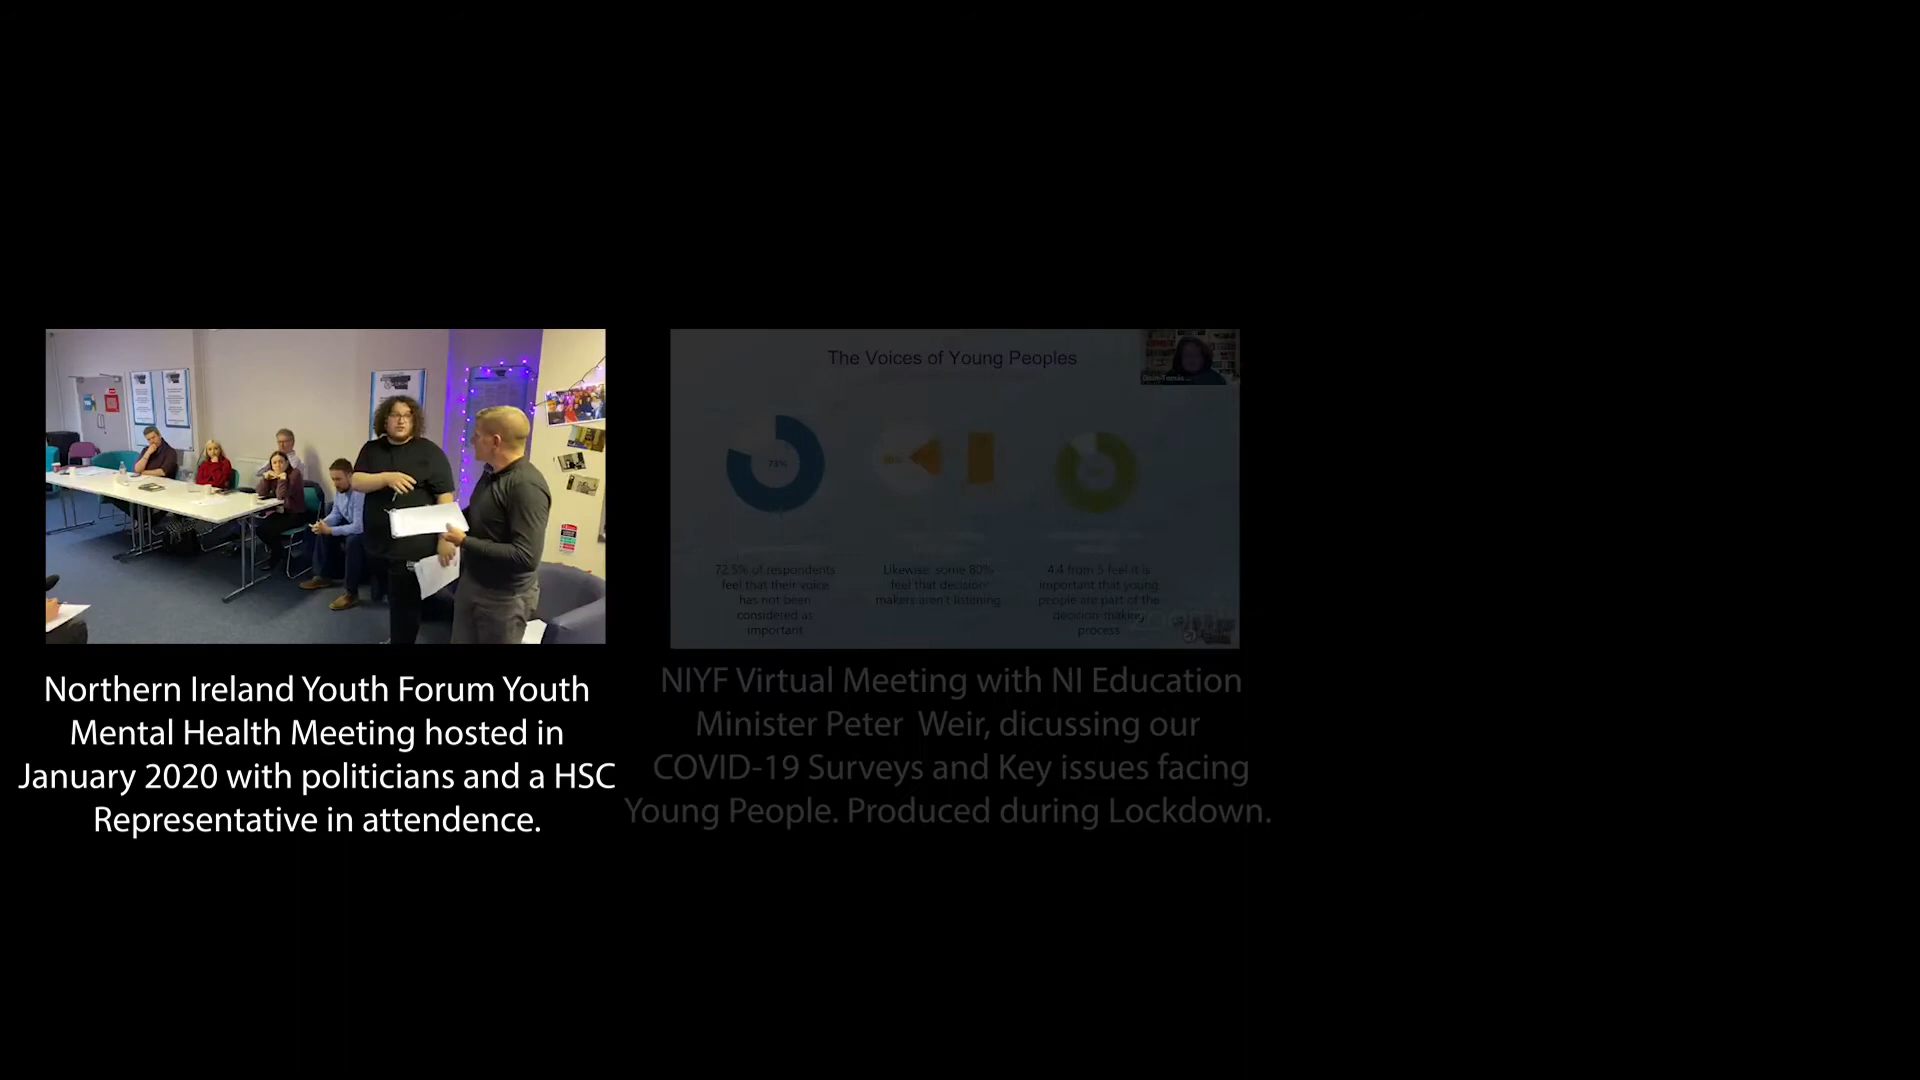 Northern Ireland Youth Forum Youth
Mental Health Meeting hosted in
January 2020 with politicians and a HSC
Representative in attendence.
The Voices of Young Peoples
72.5% of respondents
feel that their voice
has not been
considered as
important
Likewise, some 80%
feel that decision-
makers aren't listening
4.4 from 5 feel it is
important that young
people are part of the
decision-making
process
NIYF Virtual Meeting with NI Education
Minister Peter Weir, dicussing our
COVID-19 Surveys and Key issues facing
Young People. Produced during Lockdown.